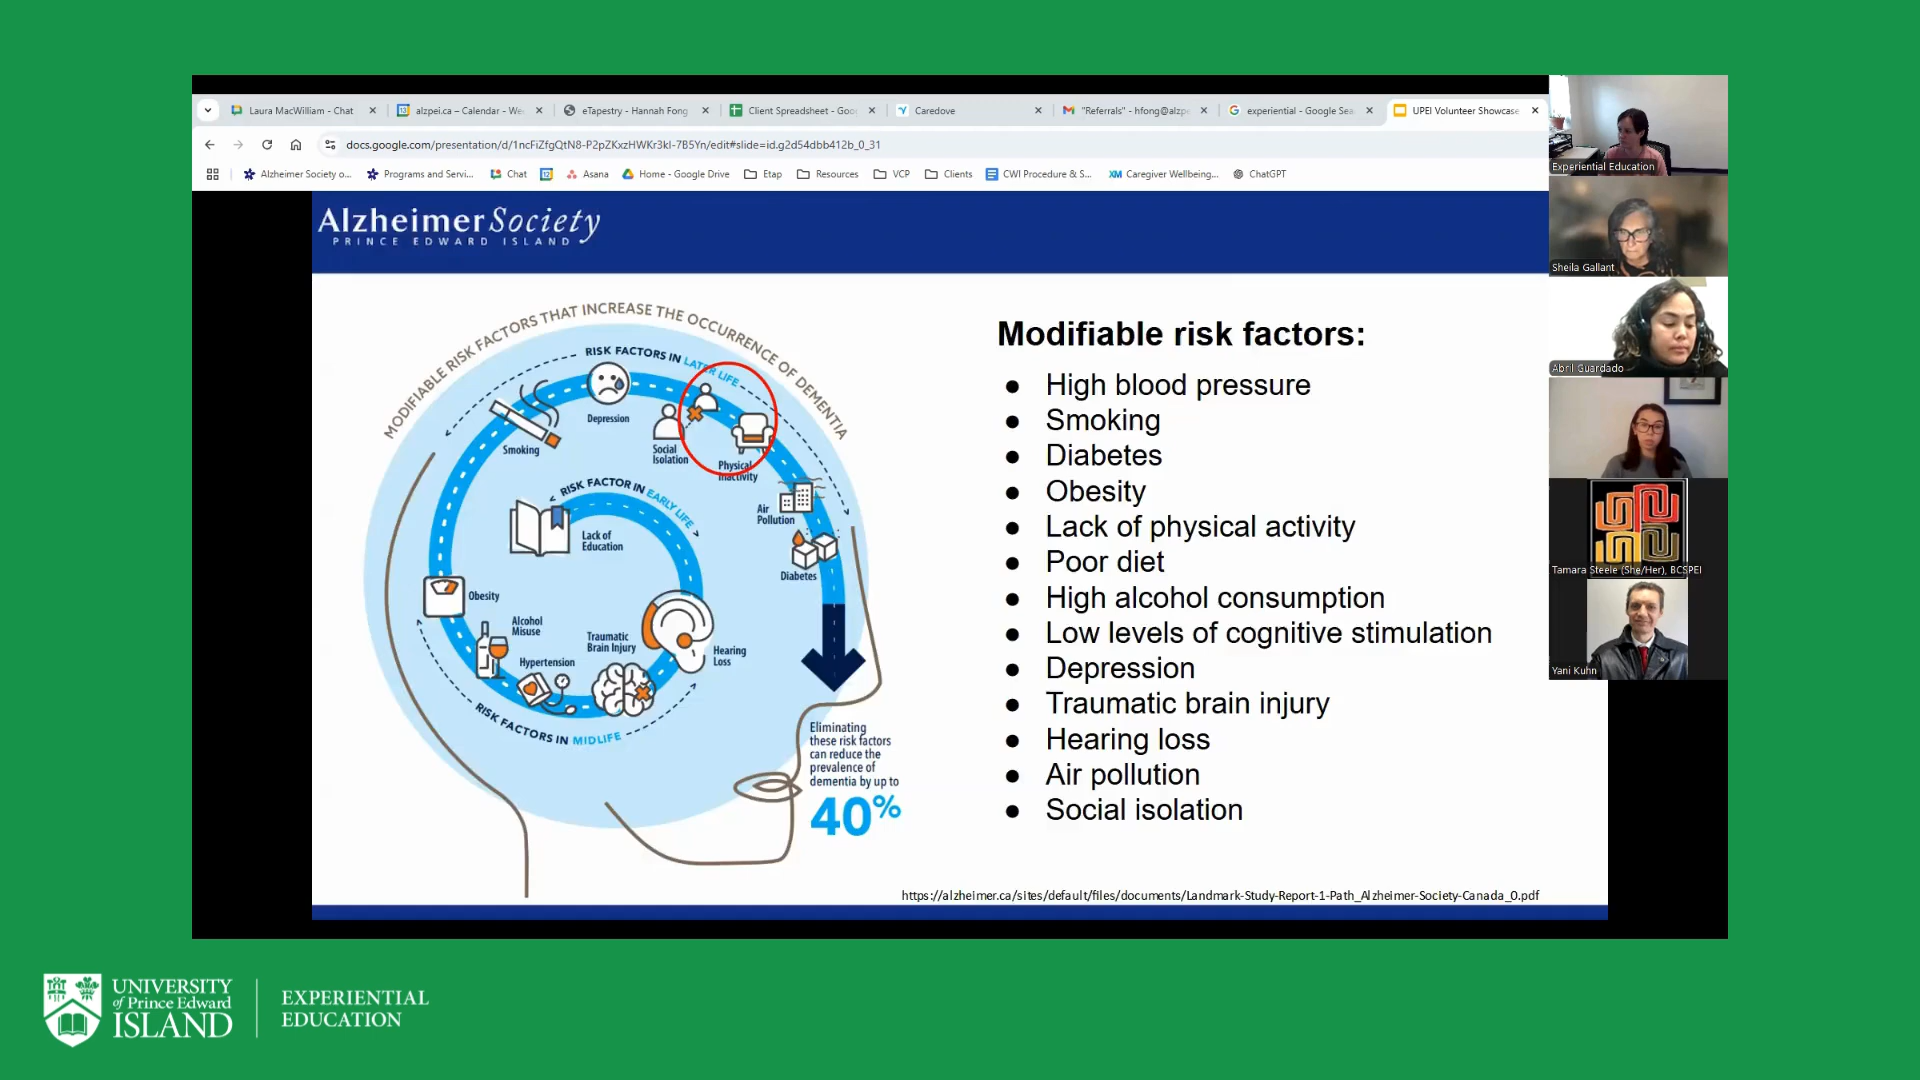 Laura MacWilliam - Chat
alzpei.ca – Calendar – We
eTapestry - Hannah Fong
Client Spreadsheet - Goo
Caredove
"Referrals" - hfong@alzpe
experiential - Google Sea
UPEI Volunteer Showcase
docs.google.com/presentation/d/1ncFiZfgQtN8-P2pZKxzHWKr3kI-7B5Yn/edit#slide=id.g2d54dbb412b_0_31
Alzheimer Society o...
Programs and Servi...
Chat
Asana
Home - Google Drive
Etap
Resources
VCP
Clients
CWI Procedure & S...
XM Caregiver Wellbeing...
ChatGPT
Alzheimer Society
PRINCE EDWARD ISLAND
MODIFIABLE RISK FACTORS THAT INCREASE THE OCCURRENCE OF DEMENTIA
RISK FACTORS IN LATER LIFE
Depression
Smoking
Social
Isolation
Physical
Inactivity
Air
Pollution
Diabetes
RISK FACTOR IN EARLY LIFE
Lack of
Education
Obesity
Alcohol
Misuse
Hypertension
Traumatic
Brain Injury
Hearing
Loss
RISK FACTORS IN MIDLIFE
Eliminating
these risk factors
can reduce the
prevalence of
dementia by up to
40%
Modifiable risk factors:
● High blood pressure
● Smoking
● Diabetes
● Obesity
● Lack of physical activity
● Poor diet
● High alcohol consumption
● Low levels of cognitive stimulation
● Depression
● Traumatic brain injury
● Hearing loss
● Air pollution
● Social isolation
https://alzheimer.ca/sites/default/files/documents/Landmark-Study-Report-1-Path_Alzheimer-Society-Canada_0.pdf
Experiential Education
Sheila Gallant
Abril Guardado
Tamara Steele (She/Her), BCSPEI
Yani Kuhn
UNIVERSITY
of Prince Edward
ISLAND
EXPERIENTIAL
EDUCATION